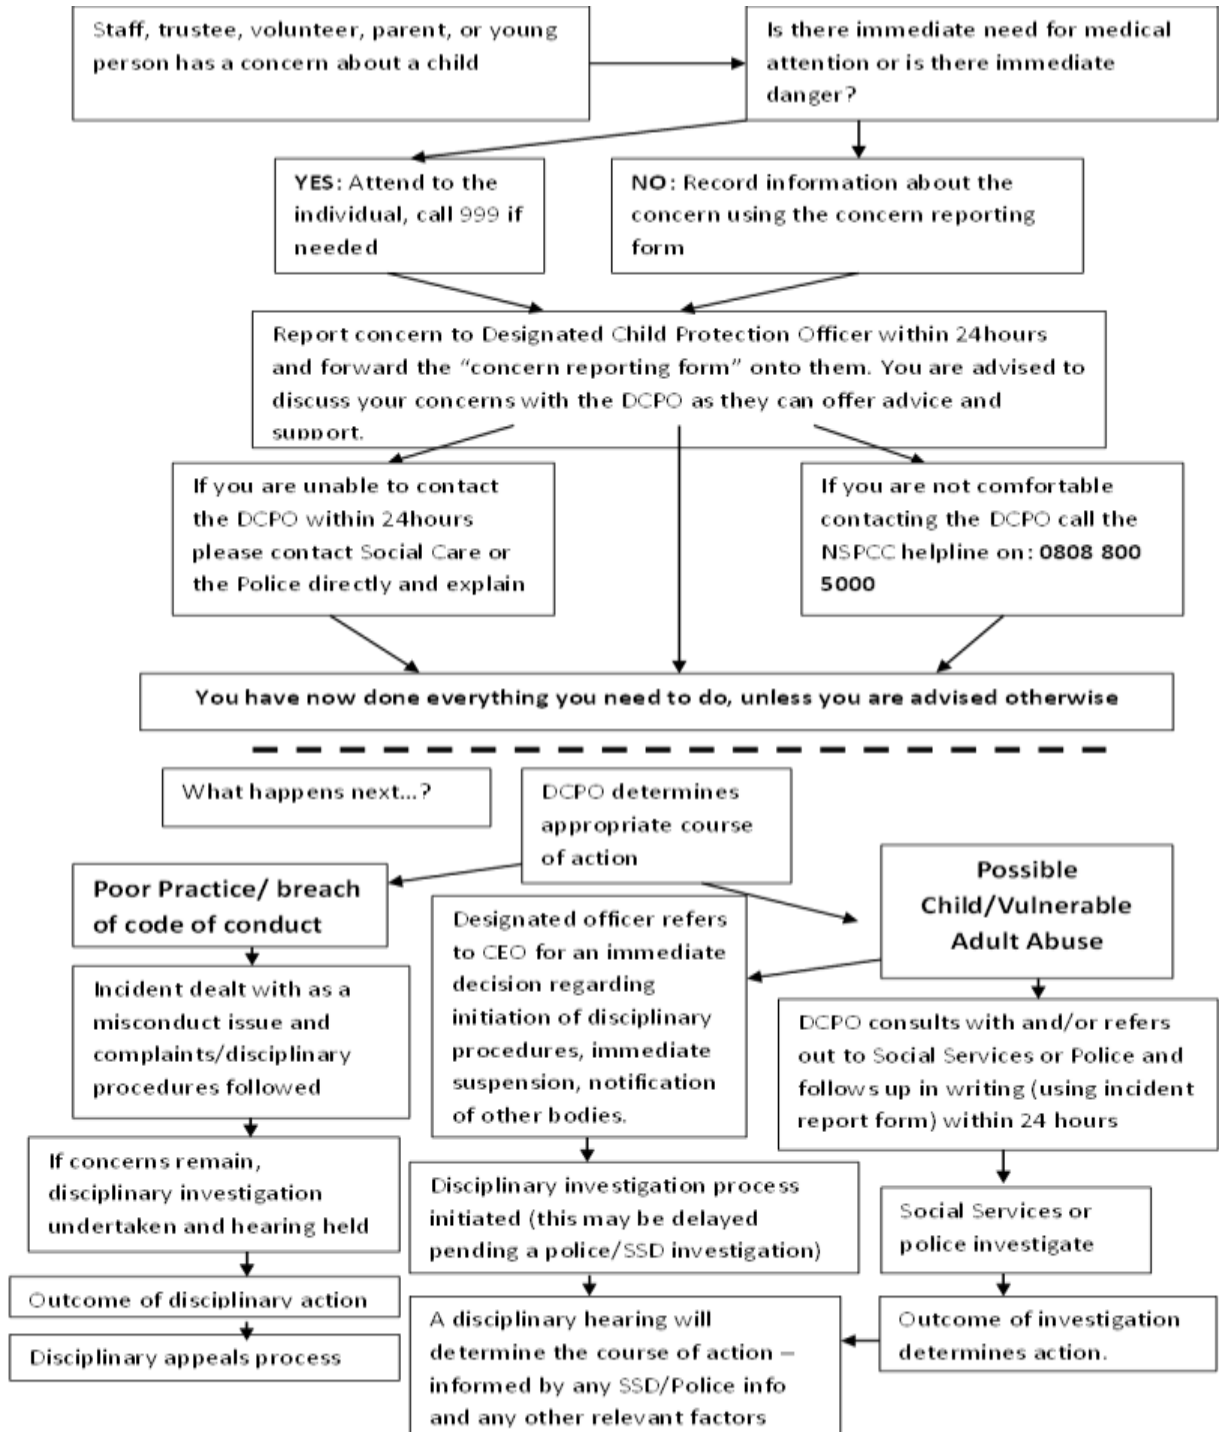 Staff, trustee, volunteer, parent, or young
person has a concern about a child
Is there immediate need for medical
attention or is there immediate
danger?
YES: Attend to the
individual, call 999 if
needed
NO: Record information about the
concern using the concern reporting
form
Report concern to Designated Child Protection Officer within 24hours
and forward the “concern reporting form” onto them. You are advised to
discuss your concerns with the DCPO as they can offer advice and
support.
If you are unable to contact
the DCPO within 24hours
please contact Social Care or
the Police directly and explain
If you are not comfortable
contacting the DCPO call the
NSPCC helpline on: 0808 800
5000
You have now done everything you need to do, unless you are advised otherwise
What happens next...?
DCPO determines
appropriate course
of action
Poor Practice/ breach
of code of conduct
Possible
Child/Vulnerable
Adult Abuse
Incident dealt with as a
misconduct issue and
complaints/disciplinary
procedures followed
Designated officer refers
to CEO for an immediate
decision regarding
initiation of disciplinary
procedures, immediate
suspension, notification
of other bodies.
DCPO consults with and/or refers
out to Social Services or Police and
follows up in writing (using incident
report form) within 24 hours
If concerns remain,
disciplinary investigation
undertaken and hearing held
Disciplinary investigation process
initiated (this may be delayed
pending a police/SSD investigation)
Social Services or
police investigate
Outcome of disciplinary action
Disciplinary appeals process
A disciplinary hearing will
determine the course of action –
informed by any SSD/Police info
and any other relevant factors
Outcome of investigation
determines action.